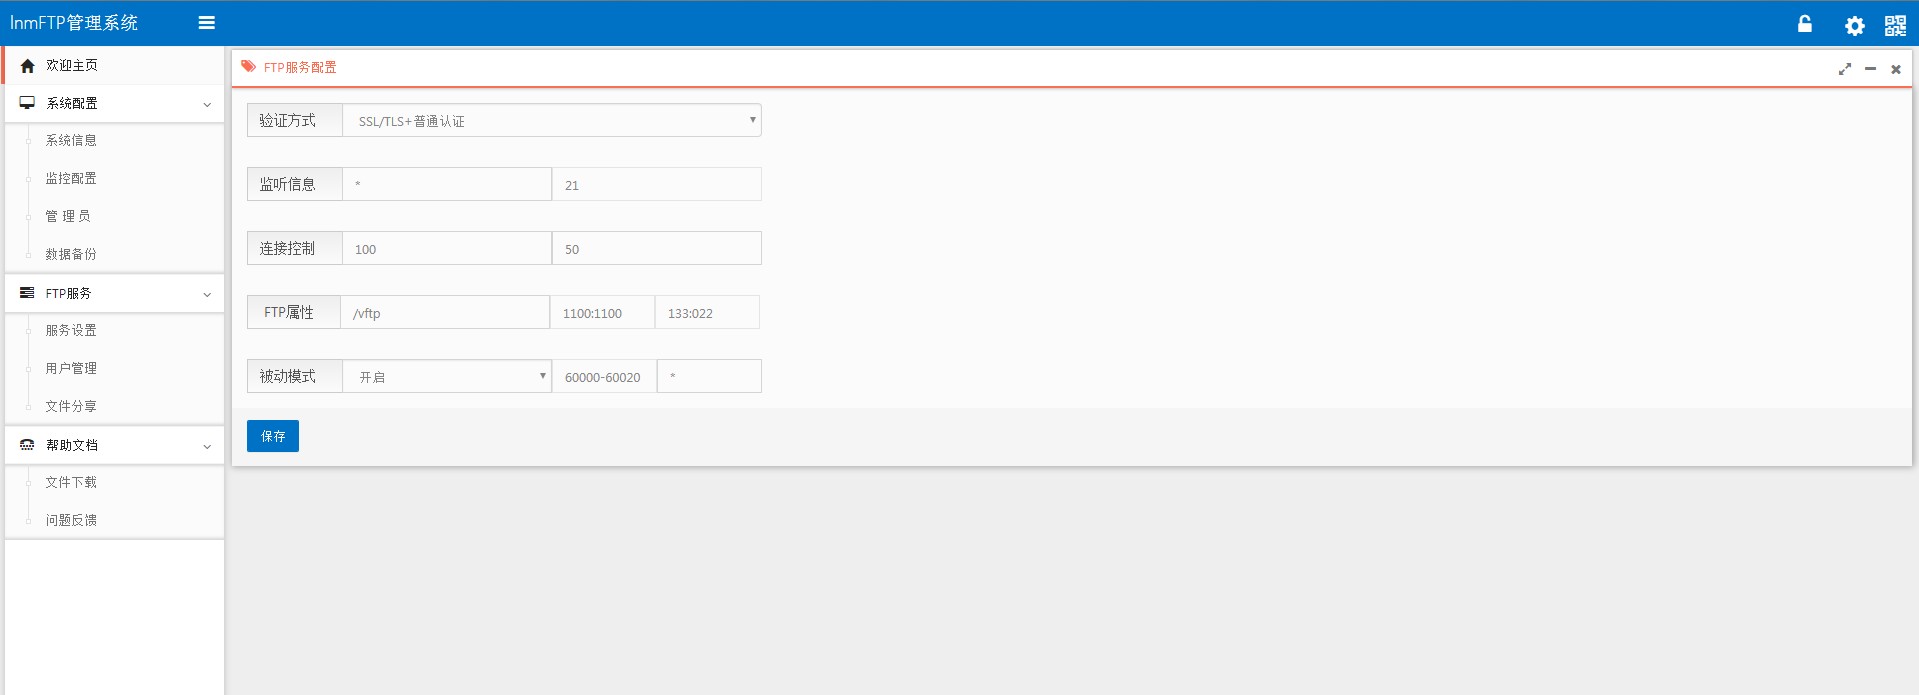 lnmFTP管理系统
欢迎主页
系统配置
系统信息
监控配置
管 理 员
数据备份
FTP服务
服务设置
用户管理
文件分享
帮助文档
文件下载
问题反馈
FTP服务配置
验证方式 SSL/TLS+普通认证
监听信息 * 21
连接控制 100 50
FTP属性 /vftp 1100:1100 133:022
被动模式 开启 60000-60020 *
保存